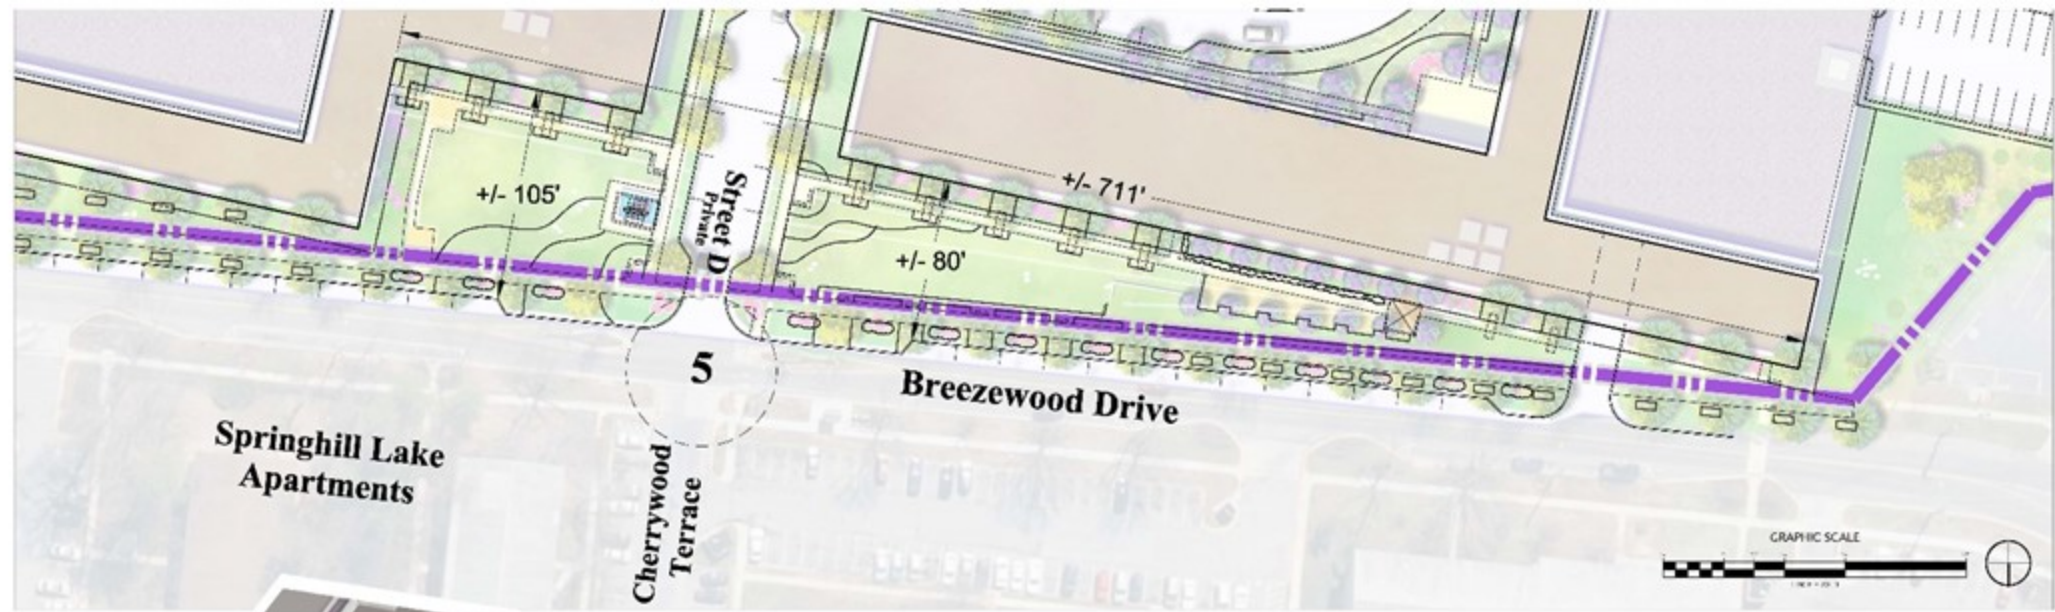 +/- 105'
+/- 711'
Street D
Private
+/- 80'
5
Breezewood Drive
Springhill Lake
Apartments
Cherrywood
Terrace
GRAPHIC SCALE